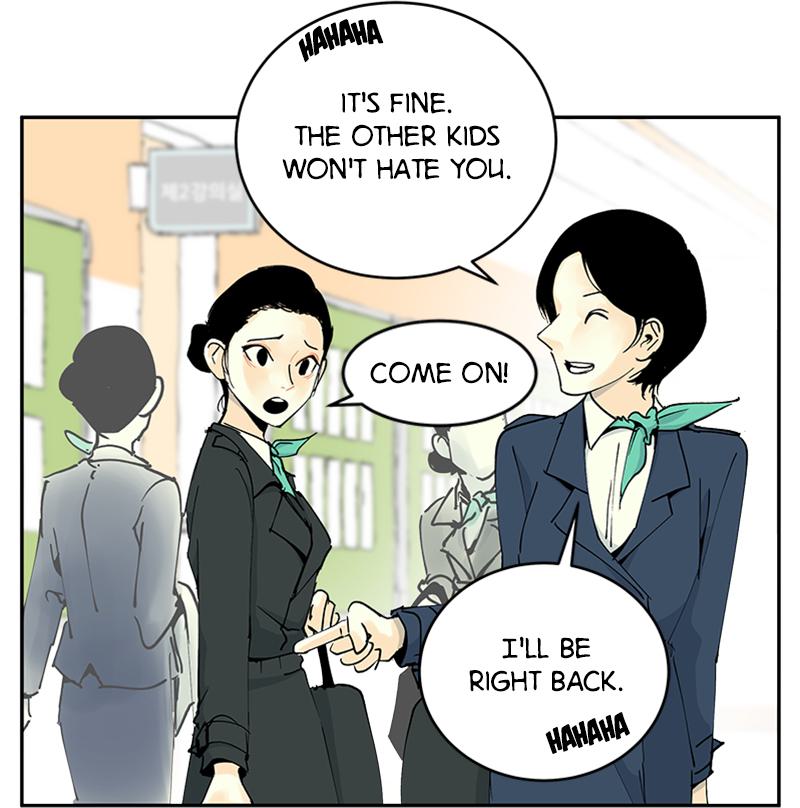 HAHAHA
IT'S FINE.
THE OTHER KIDS
WON'T HATE YOU.
제2강의실
COME ON!
I'LL BE
RIGHT BACK.
HAHAHA